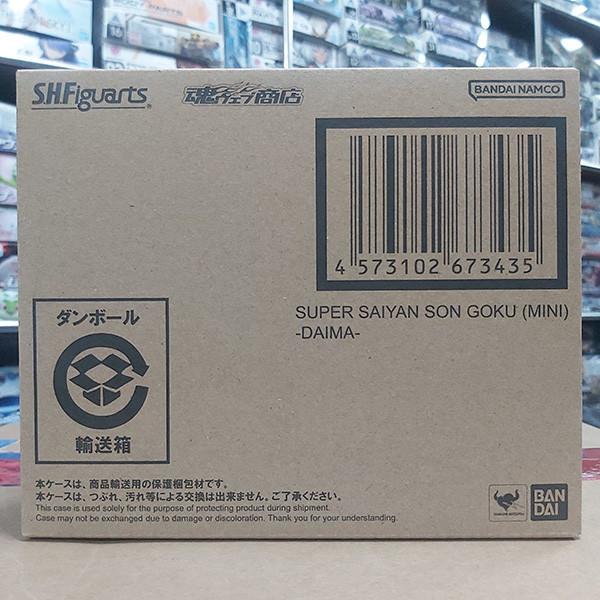 S.H.Figuarts
魂ウェブ商店
BANDAI NAMCO
4 573102 673435
SUPER SAIYAN SON GOKU (MINI)
-DAIMA-
ダンボール
輸送箱
本ケースは、商品輸送用の保護梱包材です。
本ケースは、つぶれ、汚れ等による交換は出来ません。ご了承ください。
This case is used solely for the purpose of protecting product during shipment.
Case may not be exchanged due to damage or discoloration. Thank you for your understanding.
BAN
DAI